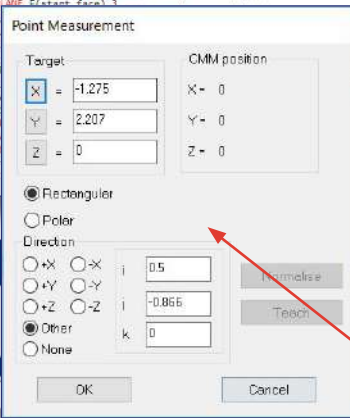 Point Measurement
Target
CMM position
X = -1.275
X = 0
Y = 2.207
Y = 0
Z = 0
Z = 0
Rectangular
Polar
Direction
+X -X
i 0.5
Normalise
+Y -Y
+Z -Z
i -0.866
Teach
Other
k 0
None
OK
Cancel